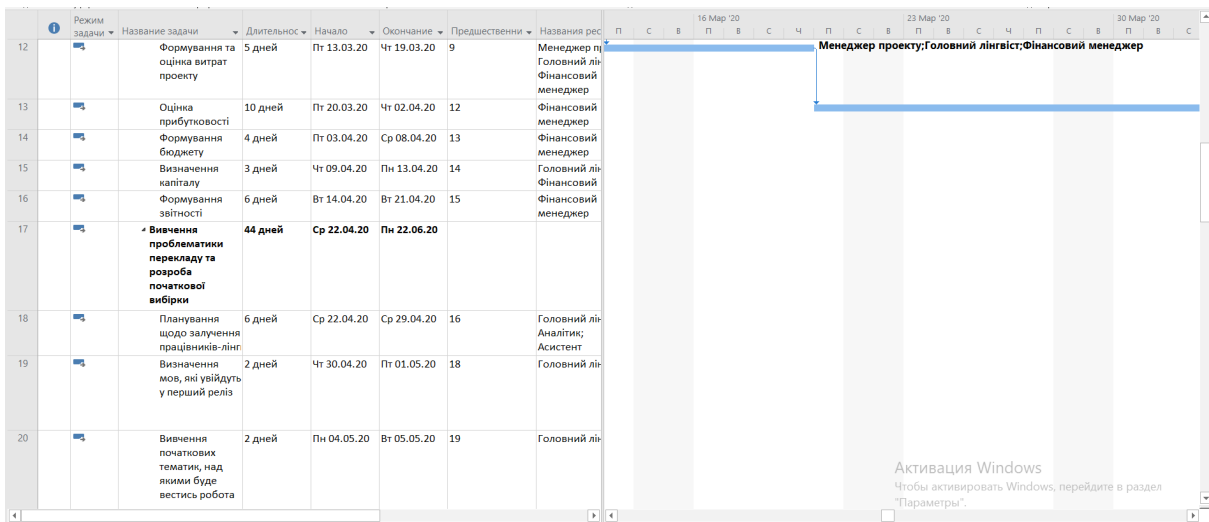 Режим
задачи Название задачи Длительнос Начало Окончание Предшественни Названия рес
16 Мар '20 23 Мар '20 30 Мар '20
П С В П В С Ч П С В П В С Ч П С В П В С
12 Формування та 5 дней Пт 13.03.20 Чт 19.03.20 9 Менеджер п
оцінка витрат Головний лін
проекту Фінансовий
менеджер
Менеджер проекту;Головний лінгвіст;Фінансовий менеджер
13 Оцінка 10 дней Пт 20.03.20 Чт 02.04.20 12 Фінансовий
прибутковості менеджер
14 Формування 4 дней Пт 03.04.20 Ср 08.04.20 13 Фінансовий
бюджету менеджер
15 Визначення 3 дней Чт 09.04.20 Пн 13.04.20 14 Головний лін
капіталу Фінансовий
16 Формування 6 дней Вт 14.04.20 Вт 21.04.20 15 Фінансовий
звітності менеджер
17 Вивчення 44 дней Ср 22.04.20 Пн 22.06.20
проблематики
перекладу та
розроба
початкової
вибірки
18 Планування 6 дней Ср 22.04.20 Ср 29.04.20 16 Головний лін
щодо залучення Аналітик;
працівників-лінг Асистент
19 Визначення 2 дней Чт 30.04.20 Пт 01.05.20 18 Головний лін
мов, які увійдуть
у перший реліз
20 Вивчення 2 дней Пн 04.05.20 Вт 05.05.20 19 Головний лін
початкових
тематик, над
якими буде
вестись робота
Активация Windows
Чтобы активировать Windows, перейдите в раздел
"Параметры".